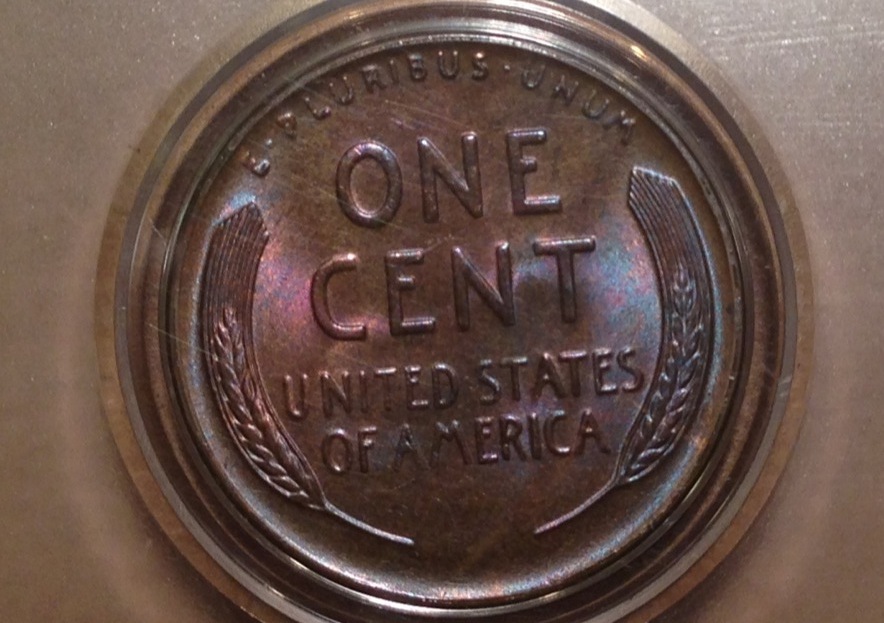 E·PLURIBUS·UNUM
ONE
CENT
UNITED STATES
OF AMERICA